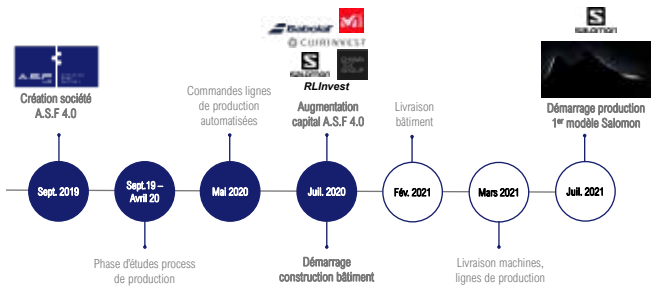 Babolat
CUIRINVEST
SALOMON
SALOMON
RLInvest
A.S.F
Création société
A.S.F 4.0
Commandes lignes
de production
automatisées
Augmentation
capital A.S.F 4.0
Livraison
bâtiment
Démarrage production
1er modèle Salomon
Sept. 2019
Sept.19 –
Avril 20
Mai 2020
Juil. 2020
Fév. 2021
Mars 2021
Juil. 2021
Phase d'études process
de production
Démarrage
construction bâtiment
Livraison machines,
lignes de production